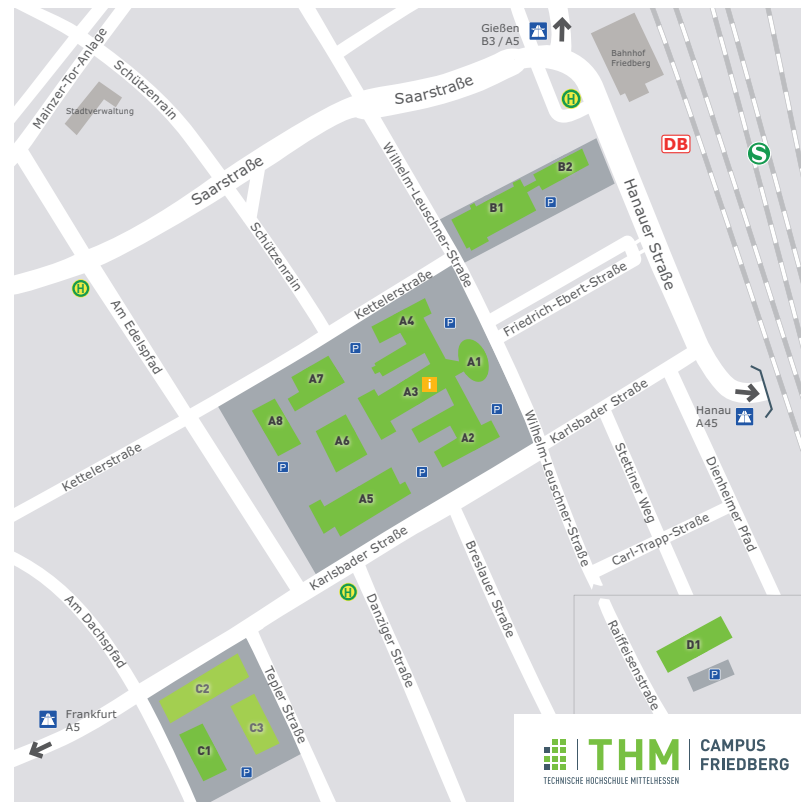 Gießen
B3 / A5
Bahnhof
Friedberg
Mainzer-Tor-Anlage
Schützenrain
Stadtverwaltung
Saarstraße
H
DB
S
Saarstraße
Wilhelm-Leuschner-Straße
B2
B1
P
Hanauer Straße
Schützenrain
Kettelerstraße
Friedrich-Ebert-Straße
H
Am Edelspfad
A4
P
P
A1
A7
A3
i
Hanau
A45
A8
A6
A2
P
Karlsbader Straße
Wilhelm-Leuschner-Straße
Kettelerstraße
P
P
A5
Stettiner Weg
Dienheimer Pfad
Carl-Trapp-Straße
Karlsbader Straße
H
Breslauer Straße
Danziger Straße
Am Dachspfad
Raiffeisenstraße
D1
P
Tepler Straße
C2
C3
C1
P
Frankfurt
A5
THM
CAMPUS
FRIEDBERG
TECHNISCHE HOCHSCHULE MITTELHESSEN